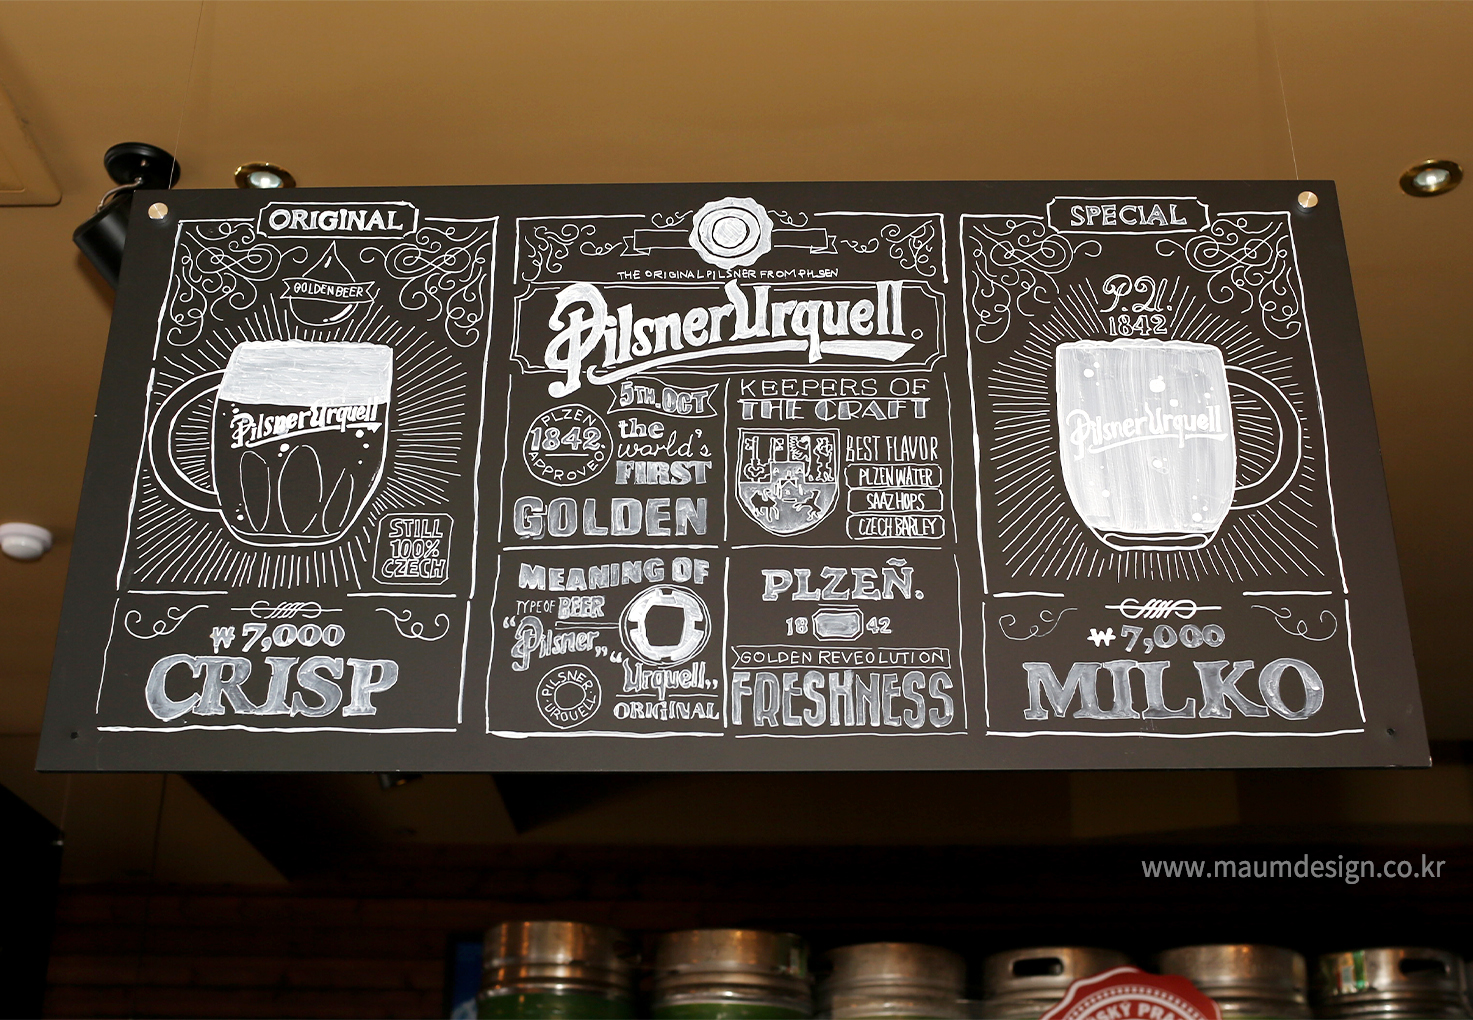 ORIGINAL
GOLDEN BEER
Pilsner Urquell
STILL
100%
CZECH
₩ 7,000
CRISP
THE ORIGINAL PILSNER FROM
Pilsner Urquell
5TH. OCT
PLZEN
1842.
APPROVED
the
world's
FIRST
GOLDEN
KEEPERS OF
THE CRAFT
BEST FLAVOR
PLZEN WATER
SAAZ HOPS
CZECH BARLEY
MEANING OF
TYPE OF BEER
“Pilsner„
“Urquell„
PILSNER
URQUELL
ORIGINAL
PLZEÑ.
18 42
GOLDEN REVEOLUTION
FRESHNESS
SPECIAL
P.U.
1842
Pilsner Urquell
₩ 7,000
MILKO
www.maumdesign.co.kr